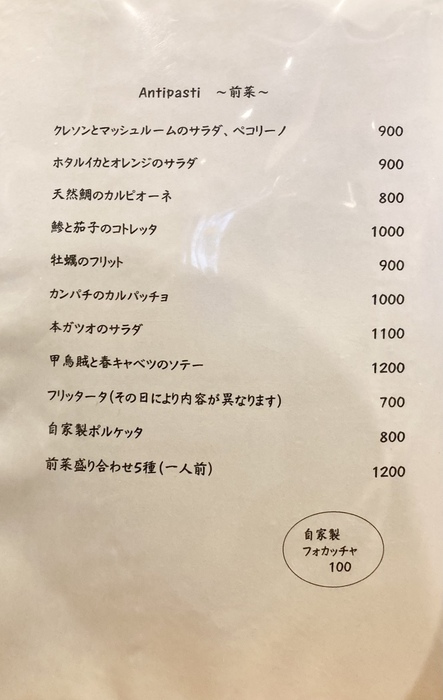 Antipasti ～前菜～
クレソンとマッシュルームのサラダ、ペコリーノ 900
ホタルイカとオレンジのサラダ 900
天然鯛のカルピオーネ 800
鯵と茄子のコトレッタ 1000
牡蠣のフリット 900
カンパチのカルパッチョ 1000
本ガツオのサラダ 1100
甲烏賊と春キャベツのソテー 1200
フリッタータ(その日により内容が異なります) 700
自家製ポルケッタ 800
前菜盛り合わせ5種(一人前) 1200
自家製
フォカッチャ
100